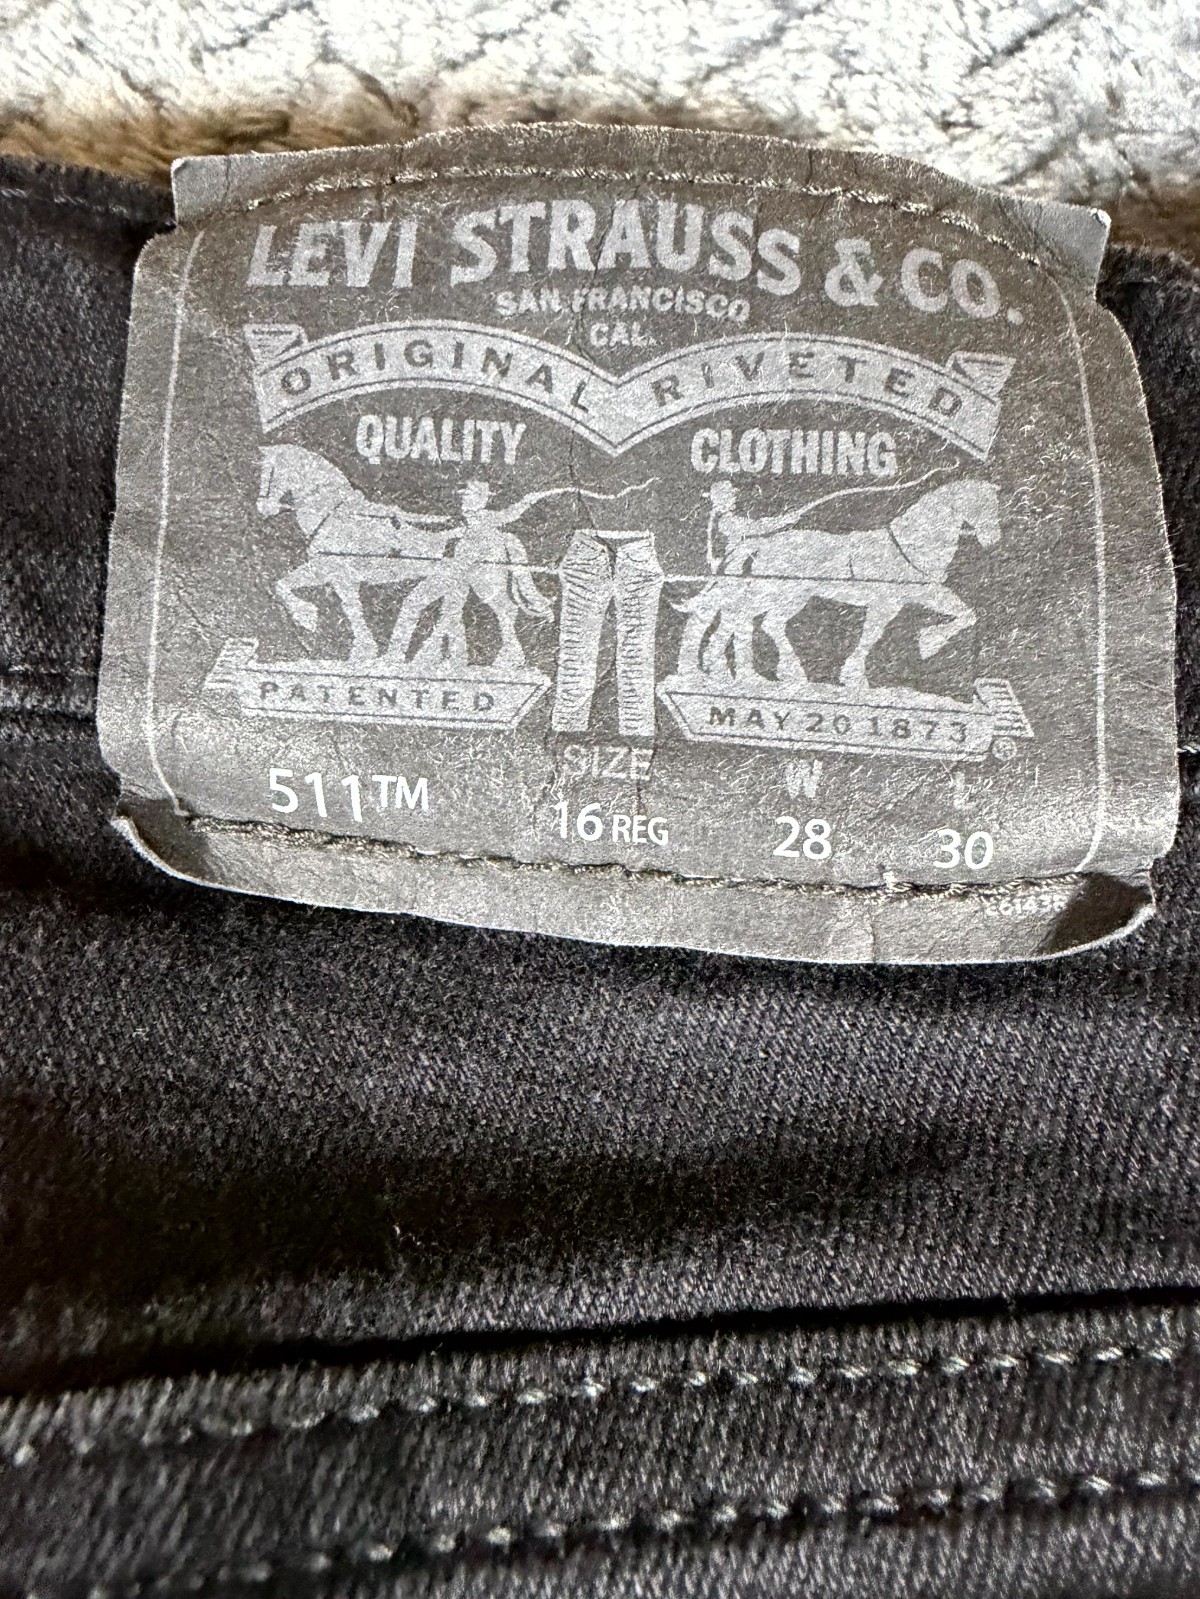 LEVI STRAUSS & CO.
SAN FRANCISCO
CAL.
ORIGINAL RIVETED
QUALITY CLOTHING
PATENTED MAY 20 1873 ®
SIZE W L
511™ 16 REG 28 30